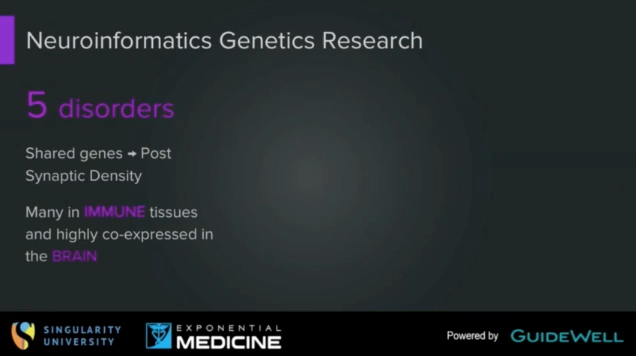 Neuroinformatics Genetics Research
5 disorders
Shared genes → Post
Synaptic Density
Many in IMMUNE tissues
and highly co-expressed in
the BRAIN
SINGULARITY
UNIVERSITY
EXPONENTIAL
MEDICINE
Powered by GUIDEWELL